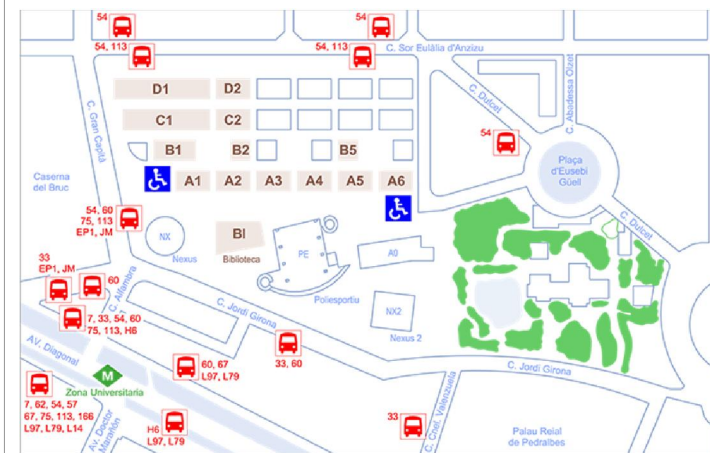 54
54
54, 113
54, 113
C. Sor Eulàlia d'Anzizu
D1
D2
C. Dulcet
C. Abadessa Olzet
C. Gran Capità
C1
C2
54
B1
B2
B5
Plaça
d'Eusebi
Güell
Caserna
del Bruc
A1
A2
A3
A4
A5
A6
54, 60
75, 113
EP1, JM
C. Dulcet
NX
Nexus
BI
Biblioteca
PE
A0
33
EP1, JM
60
C. Alfambra
Poliesportiu
C. Jordi Girona
NX2
Nexus 2
7, 33, 54, 60
75, 113, H6
AV. Diagonal
33, 60
C. Jordi Girona
M
Zona Universitaria
60, 67
L97, L79
7, 62, 54, 57
67, 75, 113, 166
L97, L79, L14
Av. Doctor
Marañón
H6
L97, L79
33
C. Cnel. Valenzuela
Palau Reial
de Pedralbes